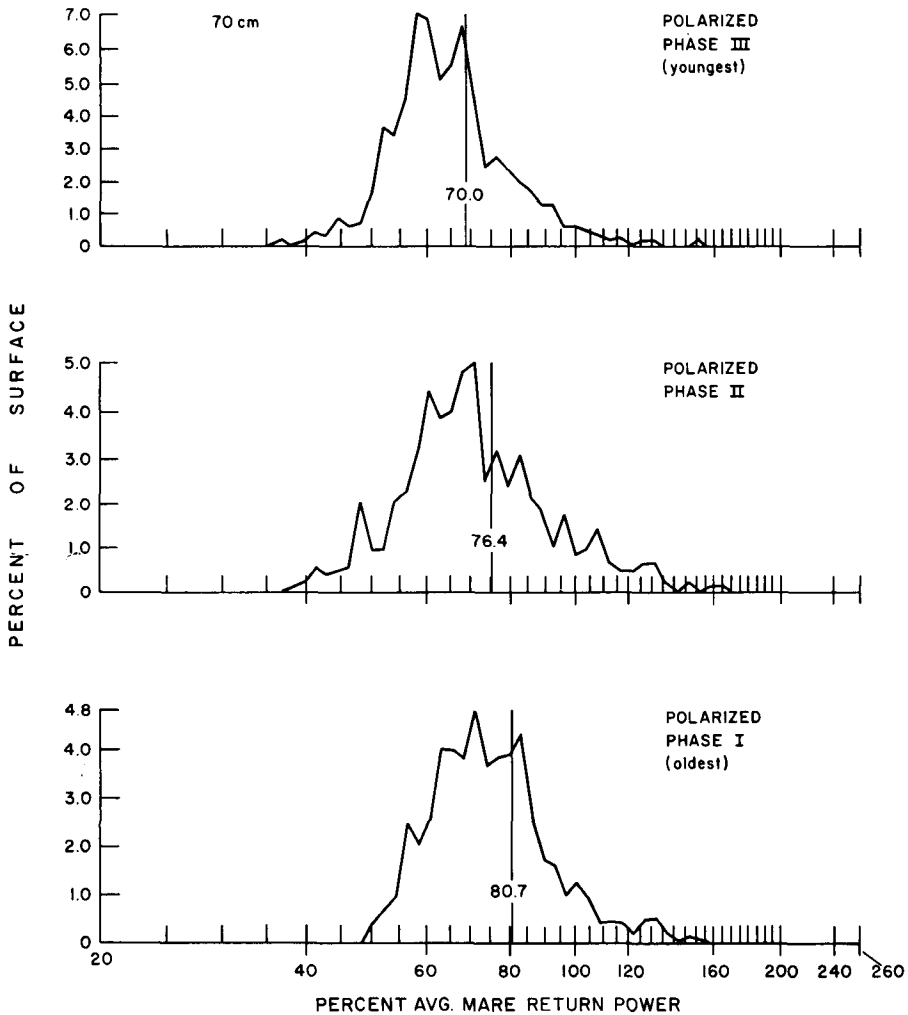 70 cm
POLARIZED
PHASE III
(youngest)
7.0
6.0
5.0
4.0
3.0
2.0
1.0
0
70.0
PERCENT OF SURFACE
POLARIZED
PHASE II
5.0
4.0
3.0
2.0
1.0
0
76.4
POLARIZED
PHASE I
(oldest)
4.8
4.0
3.0
2.0
1.0
0
80.7
20 40 60 80 100 120 160 200 240 260
PERCENT AVG. MARE RETURN POWER